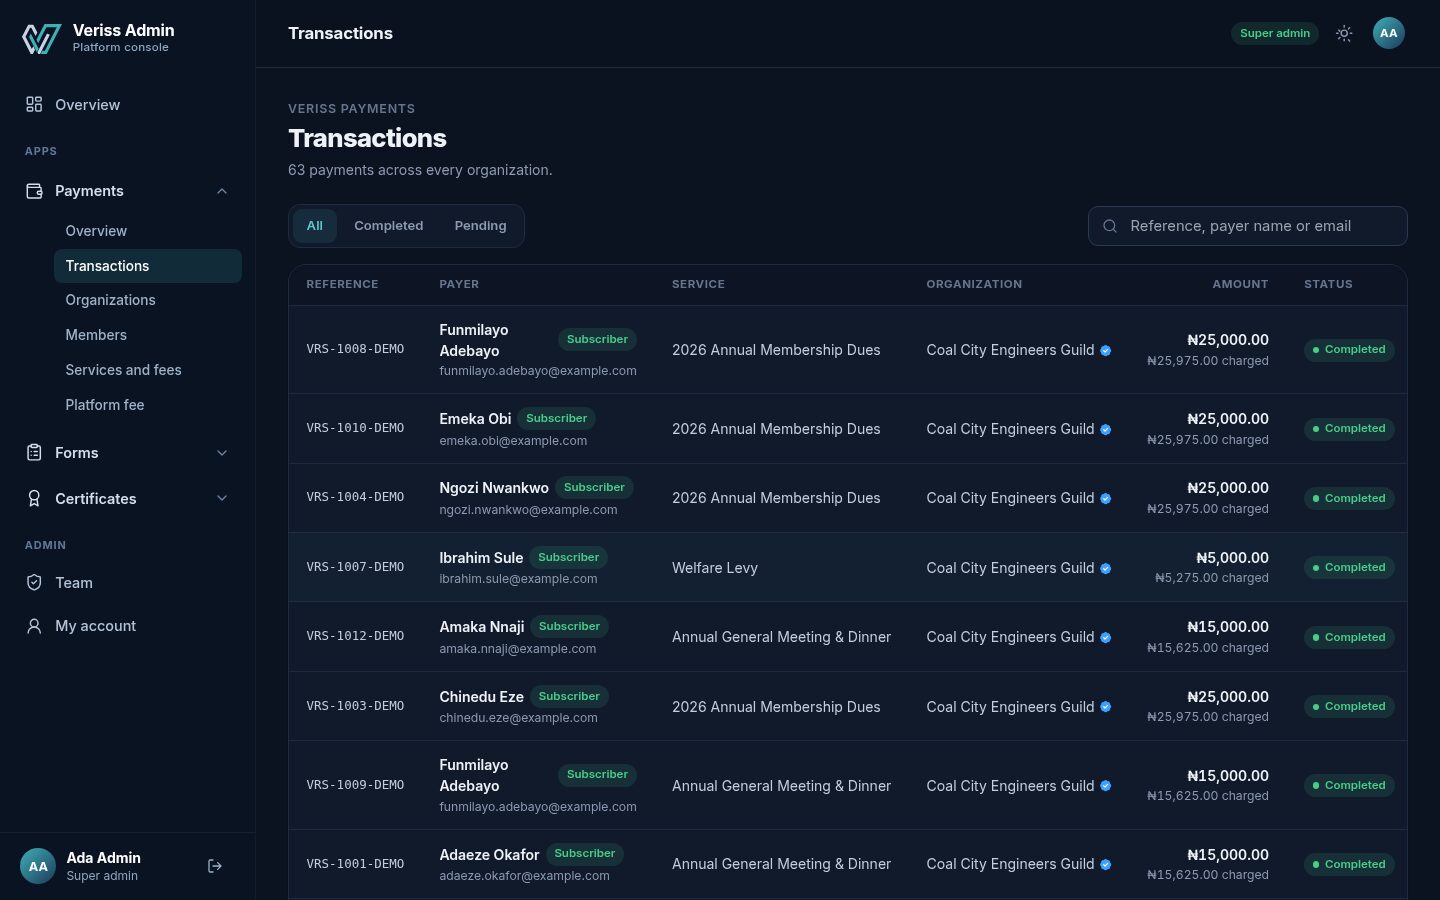 Veriss Admin
Platform console
Overview
APPS
Payments
Overview
Transactions
Organizations
Members
Services and fees
Platform fee
Forms
Certificates
ADMIN
Team
My account
AA
Ada Admin
Super admin
Transactions
Super admin
AA
VERISS PAYMENTS
Transactions
63 payments across every organization.
All Completed Pending
Reference, payer name or email
REFERENCE PAYER SERVICE ORGANIZATION AMOUNT STATUS
VRS-1008-DEMO Funmilayo Adebayo Subscriber 2026 Annual Membership Dues Coal City Engineers Guild ₦25,000.00 Completed
funmilayo.adebayo@example.com ₦25,975.00 charged
VRS-1010-DEMO Emeka Obi Subscriber 2026 Annual Membership Dues Coal City Engineers Guild ₦25,000.00 Completed
emeka.obi@example.com ₦25,975.00 charged
VRS-1004-DEMO Ngozi Nwankwo Subscriber 2026 Annual Membership Dues Coal City Engineers Guild ₦25,000.00 Completed
ngozi.nwankwo@example.com ₦25,975.00 charged
VRS-1007-DEMO Ibrahim Sule Subscriber Welfare Levy Coal City Engineers Guild ₦5,000.00 Completed
ibrahim.sule@example.com ₦5,275.00 charged
VRS-1012-DEMO Amaka Nnaji Subscriber Annual General Meeting & Dinner Coal City Engineers Guild ₦15,000.00 Completed
amaka.nnaji@example.com ₦15,625.00 charged
VRS-1003-DEMO Chinedu Eze Subscriber 2026 Annual Membership Dues Coal City Engineers Guild ₦25,000.00 Completed
chinedu.eze@example.com ₦25,975.00 charged
VRS-1009-DEMO Funmilayo Adebayo Subscriber Annual General Meeting & Dinner Coal City Engineers Guild ₦15,000.00 Completed
funmilayo.adebayo@example.com ₦15,625.00 charged
VRS-1001-DEMO Adaeze Okafor Subscriber Annual General Meeting & Dinner Coal City Engineers Guild ₦15,000.00 Completed
adaeze.okafor@example.com ₦15,625.00 charged